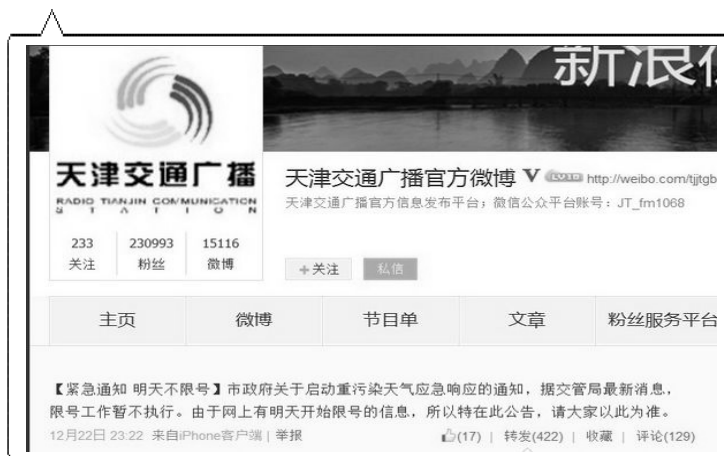 新浪
天津交通广播
RADIO TIANJIN COMMUNICATION
STATION
天津交通广播官方微博 V LV10 http://weibo.com/tjjtgb
天津交通广播官方信息发布平台；微信公众平台账号：JT_fm1068
233 230993 15116
关注 粉丝 微博
+关注 私信
主页 微博 节目单 文章 粉丝服务平台
【紧急通知 明天不限号】市政府关于启动重污染天气应急响应的通知，据交管局最新消息，
限号工作暂不执行。由于网上有明天开始限号的信息，所以特在此公告，请大家以此为准。
12月22日 23:22 来自iPhone客户端 | 举报 (17) | 转发(422) | 收藏 | 评论(129)